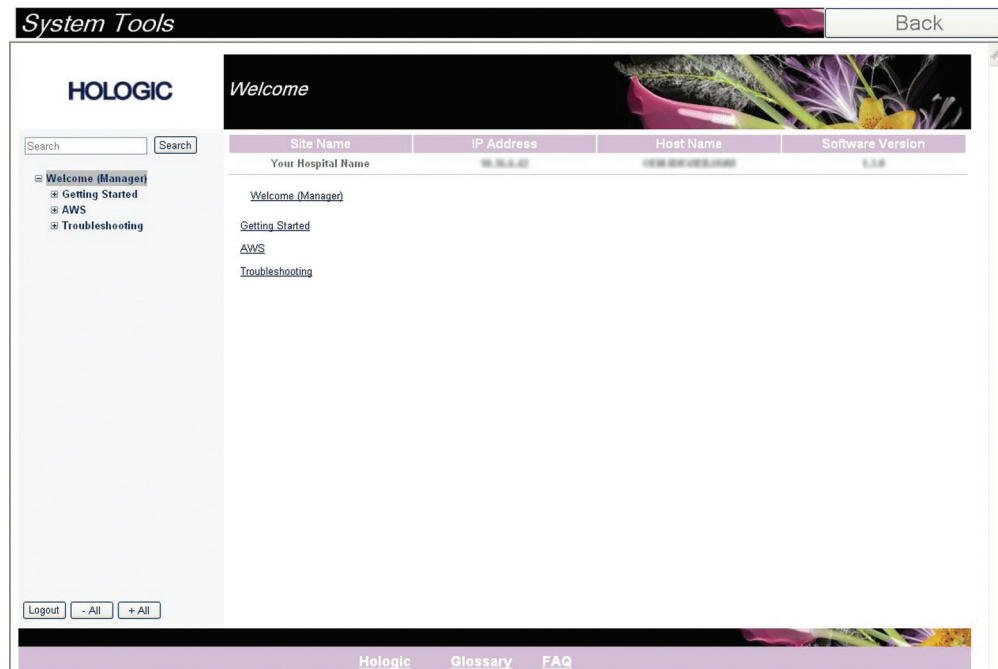 System Tools
Back
HOLOGIC
Welcome
Search
Search
Site Name IP Address Host Name Software Version
Your Hospital Name
Welcome (Manager)
Getting Started
AWS
Troubleshooting
Welcome (Manager)
Getting Started
AWS
Troubleshooting
Logout - All + All
Hologic Glossary FAQ